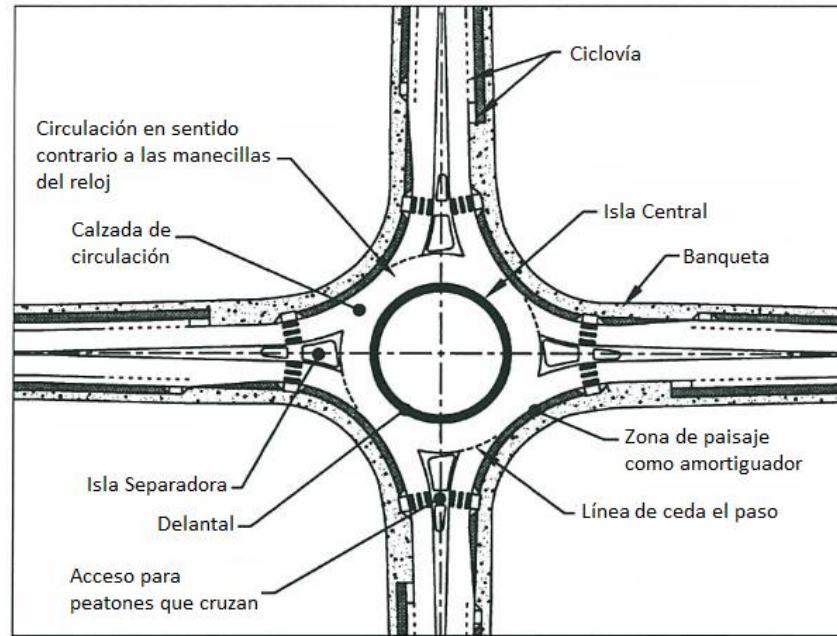 Ciclovía
Circulación en sentido
contrario a las manecillas
del reloj
Isla Central
Calzada de
circulación
Banqueta
Zona de paisaje
como amortiguador
Isla Separadora
Línea de ceda el paso
Delantal
Acceso para
peatones que cruzan